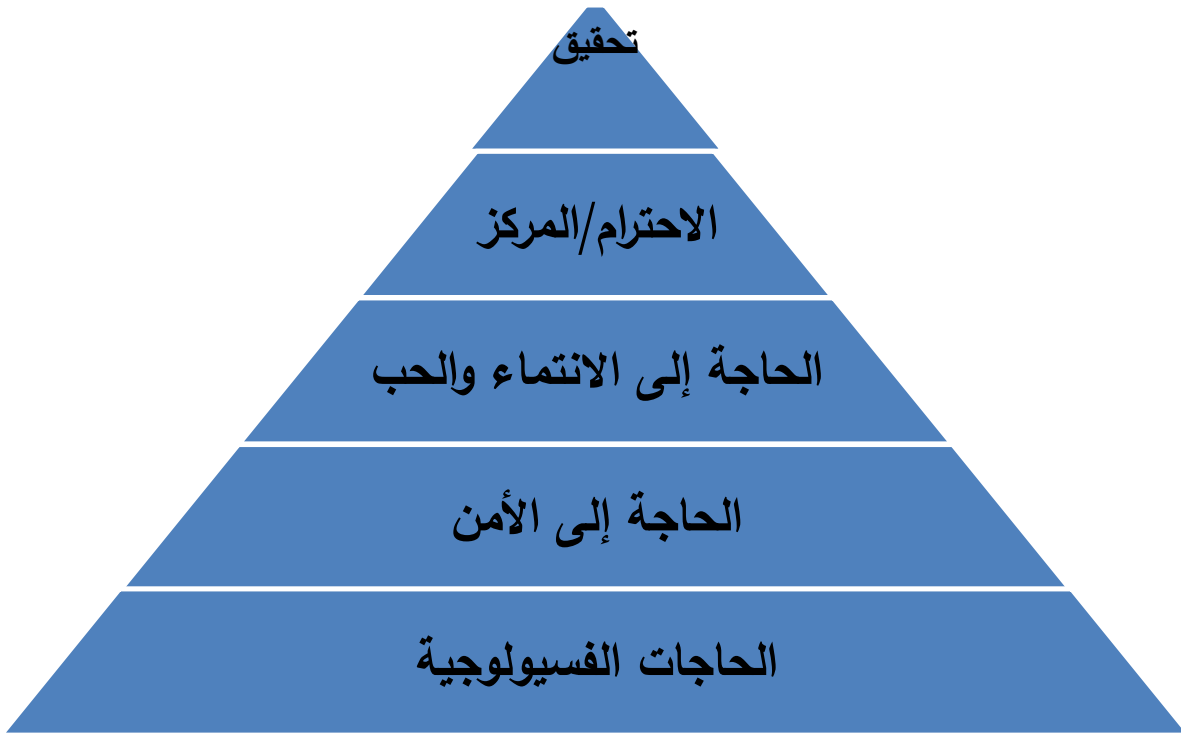 تحقيق
الاحترام/المركز
الحاجة إلى الانتماء والحب
الحاجة إلى الأمن
الحاجات الفسيولوجية